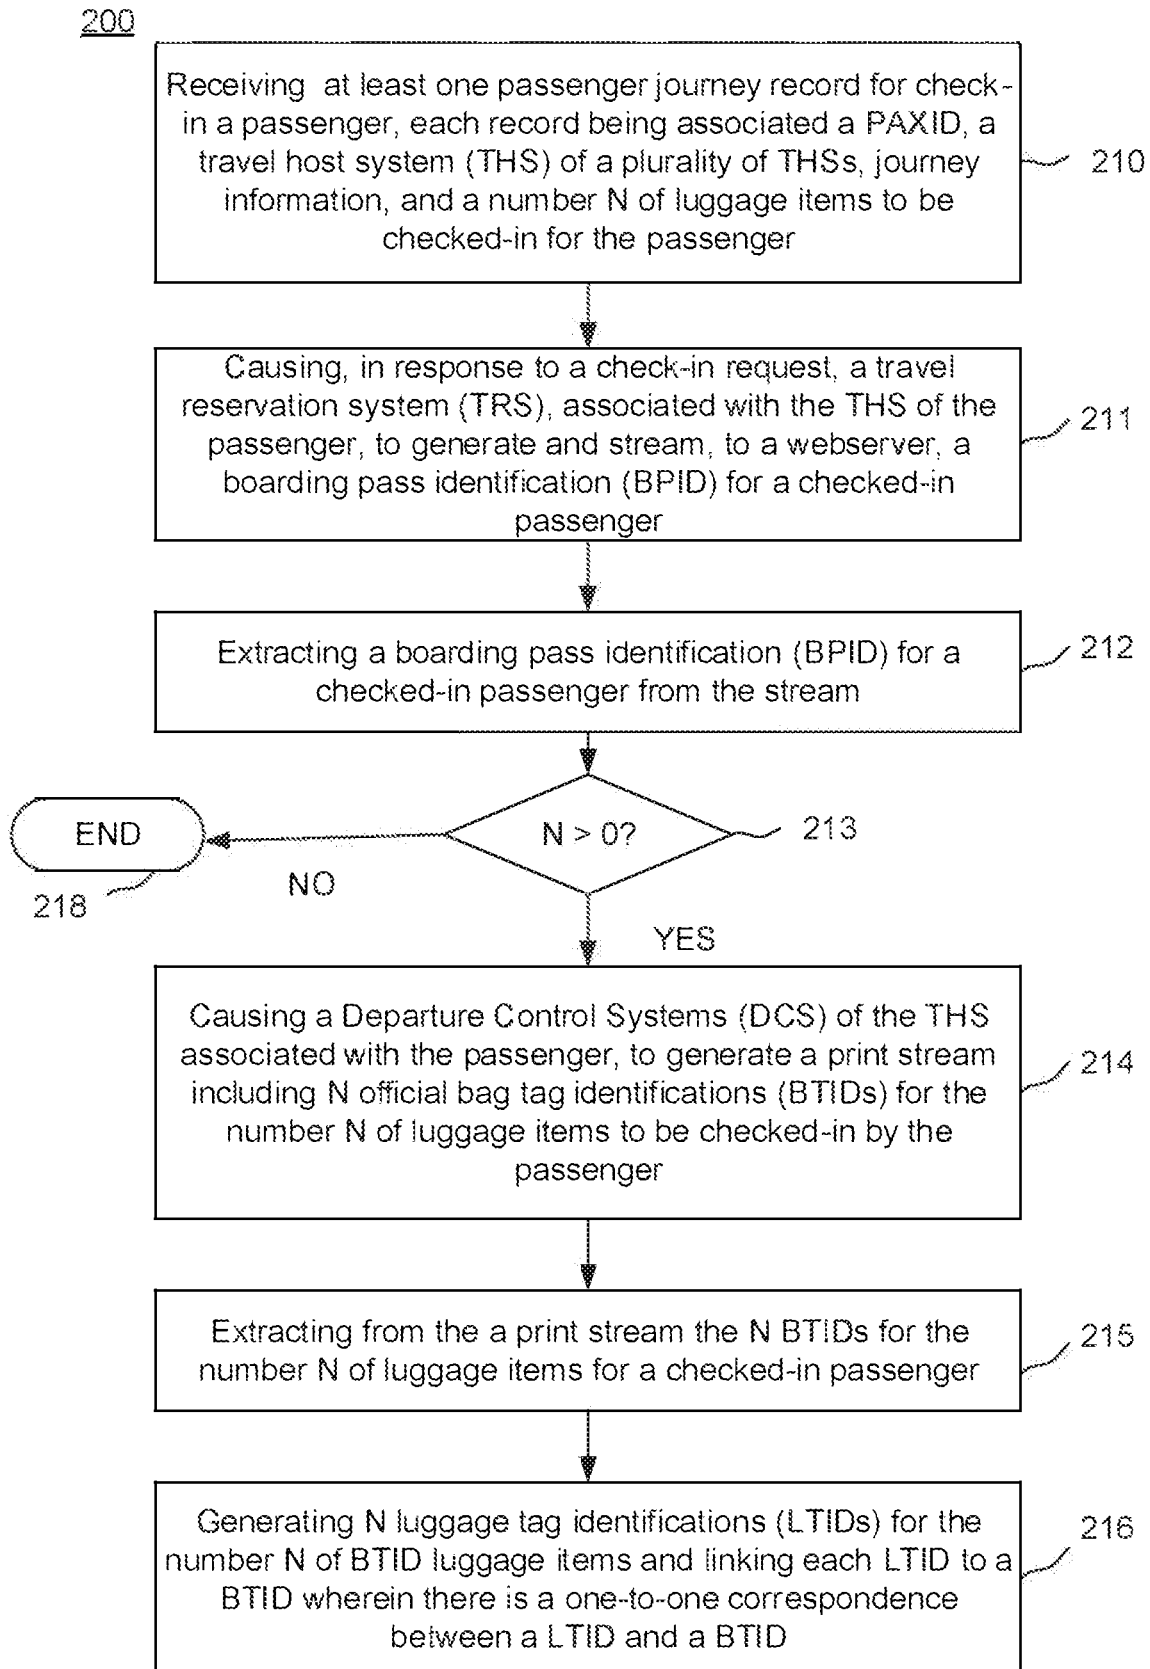 200
Receiving at least one passenger journey record for check-
in a passenger, each record being associated a PAXID, a
travel host system (THS) of a plurality of THSs, journey
information, and a number N of luggage items to be
checked-in for the passenger
210
Causing, in response to a check-in request, a travel
reservation system (TRS), associated with the THS of the
passenger, to generate and stream, to a webserver, a
boarding pass identification (BPID) for a checked-in
passenger
211
Extracting a boarding pass identification (BPID) for a
checked-in passenger from the stream
212
N > 0?
213
END
218
NO
YES
Causing a Departure Control Systems (DCS) of the THS
associated with the passenger, to generate a print stream
including N official bag tag identifications (BTIDs) for the
number N of luggage items to be checked-in by the
passenger
214
Extracting from the a print stream the N BTIDs for the
number N of luggage items for a checked-in passenger
215
Generating N luggage tag identifications (LTIDs) for the
number N of BTID luggage items and linking each LTID to a
BTID wherein there is a one-to-one correspondence
between a LTID and a BTID
216